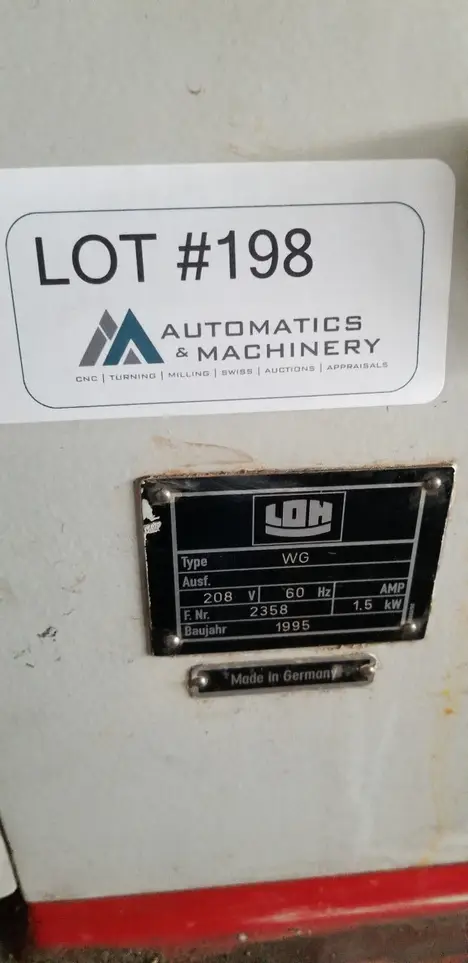 LOT #198
AUTOMATICS
& MACHINERY
CNC | TURNING | MILLING | SWISS | AUCTIONS | APPRAISALS
LOH
Type WG
Ausf.
208 V 60 Hz AMP
F. Nr. 2358 1.5 kW
Baujahr 1995
Made in Germany